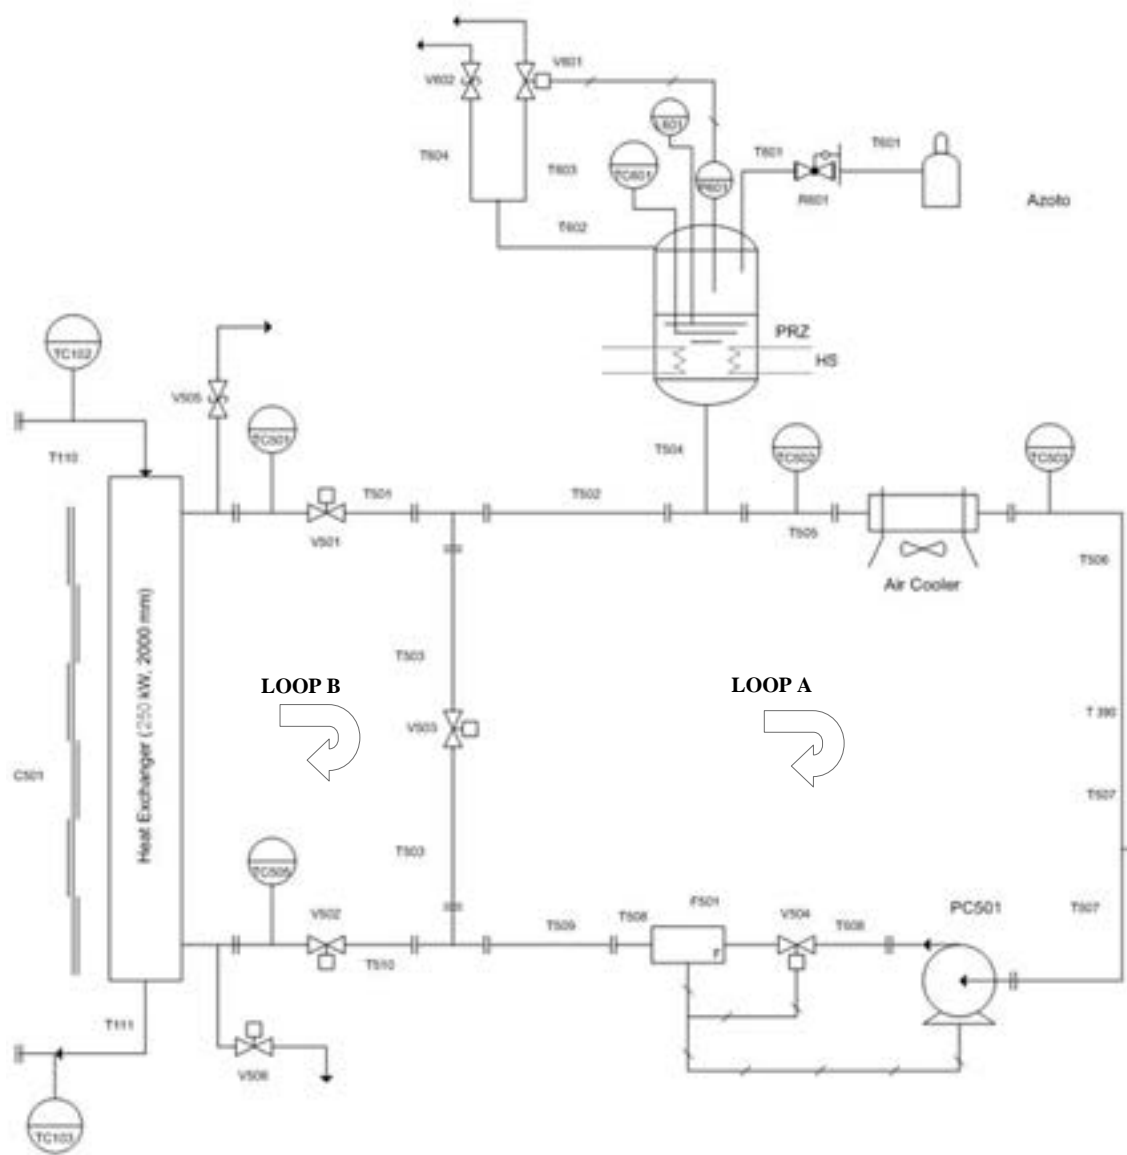 V601
V602
L601
T604
T603
TC601
P601
T601
T601
R601
Azoto
T602
PRZ
HS
TC102
V505
TC501
T504
TC502
TC503
T110
T501
T502
V501
T505
T506
Air Cooler
Heat Exchanger (250 kW, 2000 mm)
T503
LOOP B
LOOP A
V503
T 390
C501
T507
T503
TC505
V502
T509
T508
F501
V504
T508
PC501
T507
T510
F
T111
V506
TC103